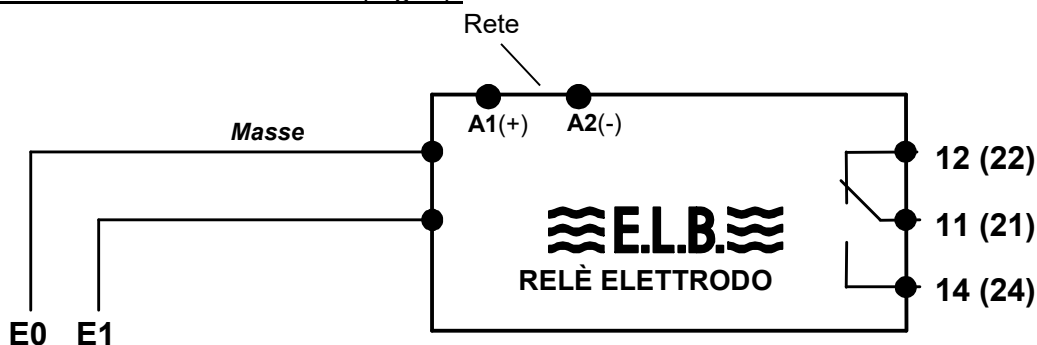 Rete
A1(+) A2(-)
Masse
12 (22)
E.L.B.
11 (21)
RELÈ ELETTRODO
14 (24)
E0 E1